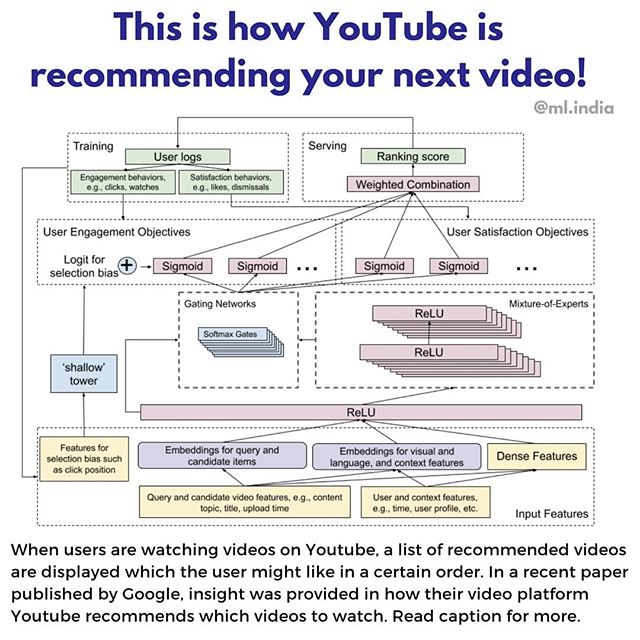 This is how YouTube is
recommending your next video!
@ml.india
Training
User logs
Engagement behaviors,
e.g., clicks, watches
Satisfaction behaviors,
e.g., likes, dismissals
Serving
Ranking score
Weighted Combination
User Engagement Objectives
User Satisfaction Objectives
Logit for
selection bias
+
Sigmoid
Sigmoid
...
Sigmoid
Sigmoid
...
Gating Networks
Softmax Gates
Mixture-of-Experts
ReLU
ReLU
'shallow'
tower
ReLU
Features for
selection bias such
as click position
Embeddings for query and
candidate items
Embeddings for visual and
language, and context features
Dense Features
Query and candidate video features, e.g., content
topic, title, upload time
User and context features,
e.g., time, user profile, etc.
Input Features
When users are watching videos on Youtube, a list of recommended videos
are displayed which the user might like in a certain order. In a recent paper
published by Google, insight was provided in how their video platform
Youtube recommends which videos to watch. Read caption for more.